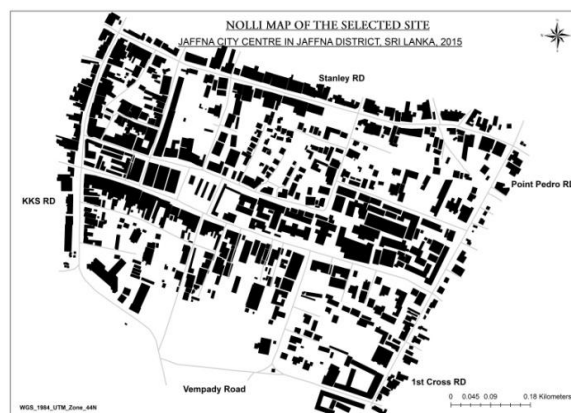 NOLLI MAP OF THE SELECTED SITE
JAFFNA CITY CENTRE IN JAFFNA DISTRICT, SRI LANKA, 2015
Stanley RD
Point Pedro RD
KKS RD
1st Cross RD
Vempady Road
0 0.045 0.09 0.18 Kilometers
WGS_1984_UTM_Zone_44N